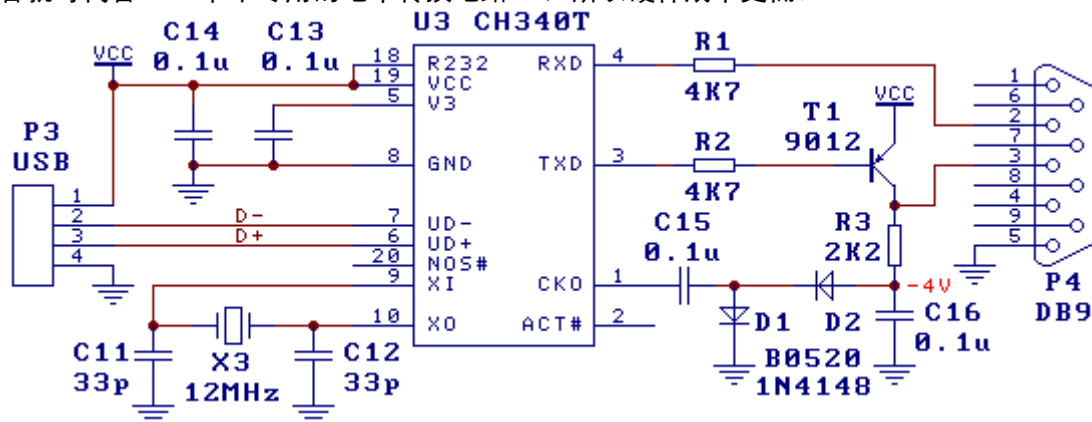 U3 CH340T
C14
0.1u
C13
0.1u
VCC
18
19
5
8
7
6
20
9
10
R232
VCC
V3
GND
UD-
UD+
NOS#
XI
XO
RXD
TXD
CKO
ACT#
4
3
1
2
R1
4K7
R2
4K7
T1
9012
VCC
R3
2K2
C15
0.1u
-4V
D1
D2
B0520
1N4148
C16
0.1u
1
6
2
7
3
8
4
9
5
P4
DB9
P3
USB
1
2
3
4
D-
D+
C11
33p
X3
12MHz
C12
33p